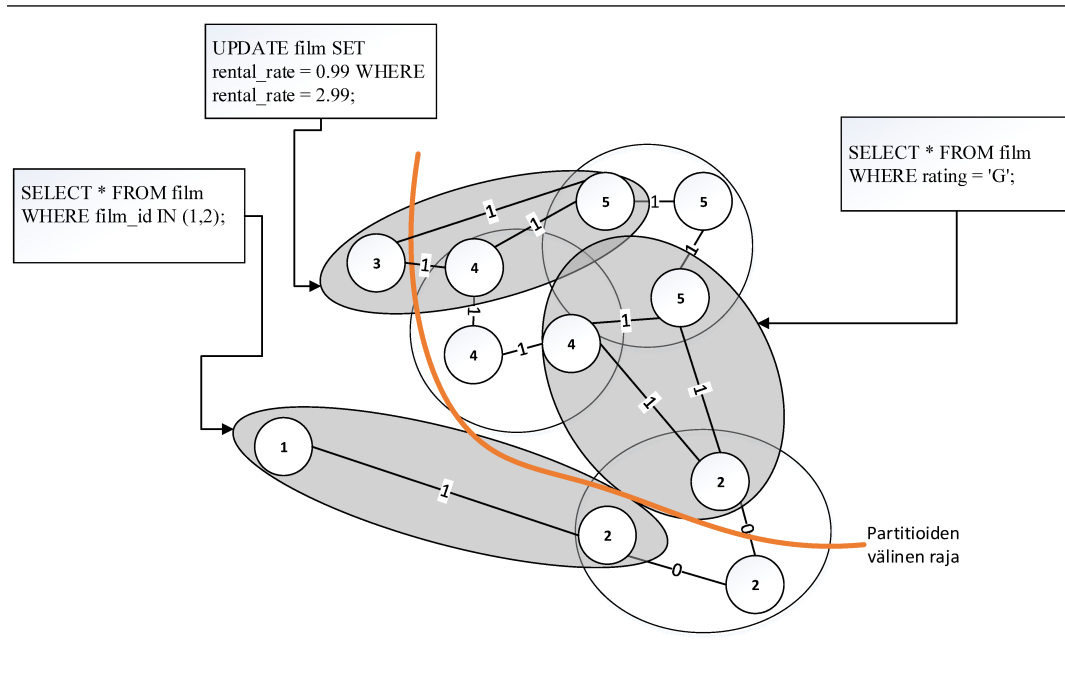 UPDATE film SET
rental_rate = 0.99 WHERE
rental_rate = 2.99;
SELECT * FROM film
WHERE rating = 'G';
SELECT * FROM film
WHERE film_id IN (1,2);
5
1
5
1
1
1
3
1
4
5
1
1
4
1
4
1
1
1
1
2
2
0
0
2
Partitioiden
välinen raja